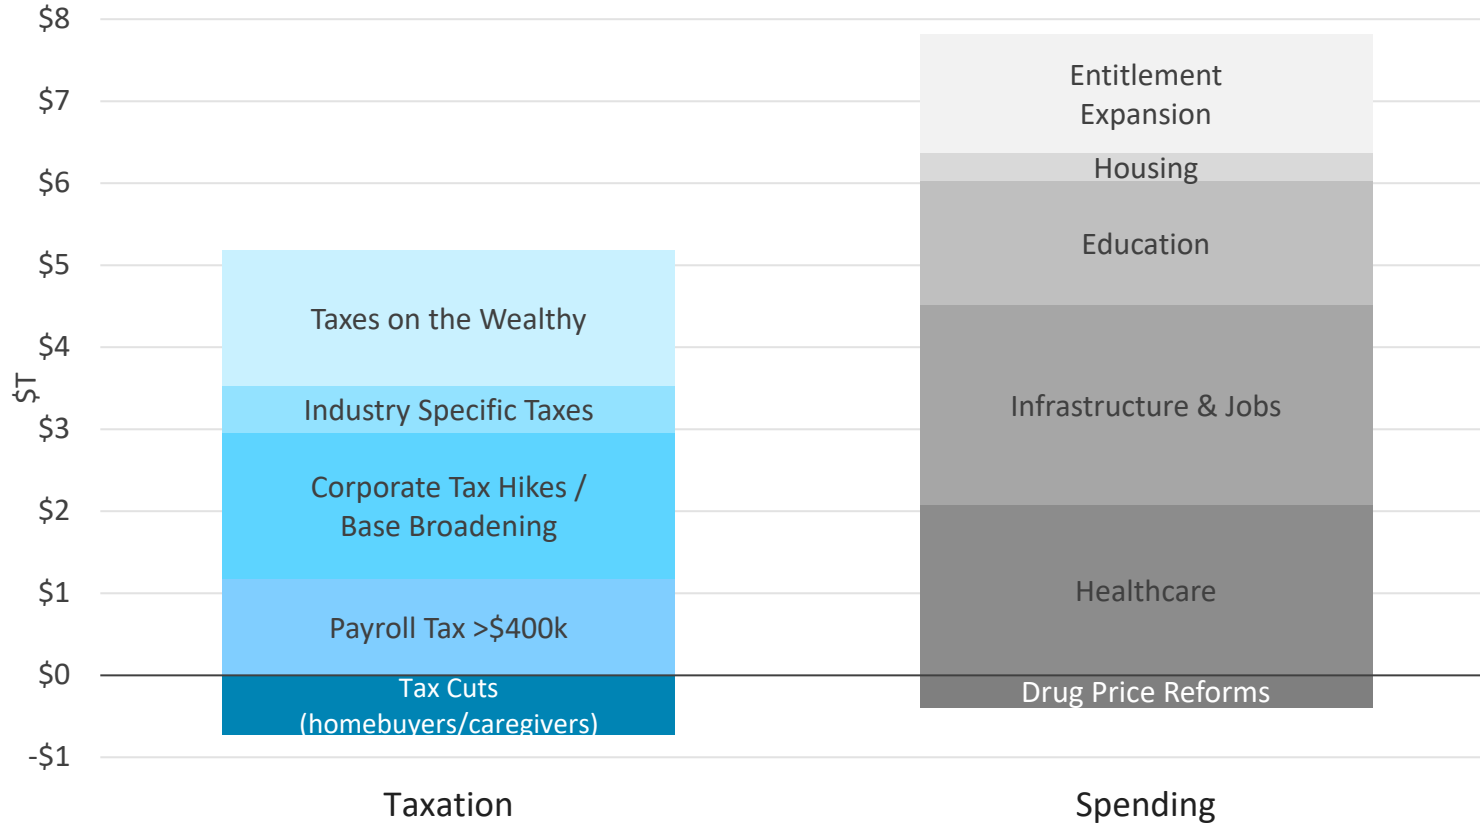 $8
$7
$6
$5
$4
$3
$2
$1
$0
-$1
$T
Taxes on the Wealthy
Industry Specific Taxes
Corporate Tax Hikes /
Base Broadening
Payroll Tax >$400k
Tax Cuts
(homebuyers/caregivers)
Taxation
Entitlement
Expansion
Housing
Education
Infrastructure & Jobs
Healthcare
Drug Price Reforms
Spending